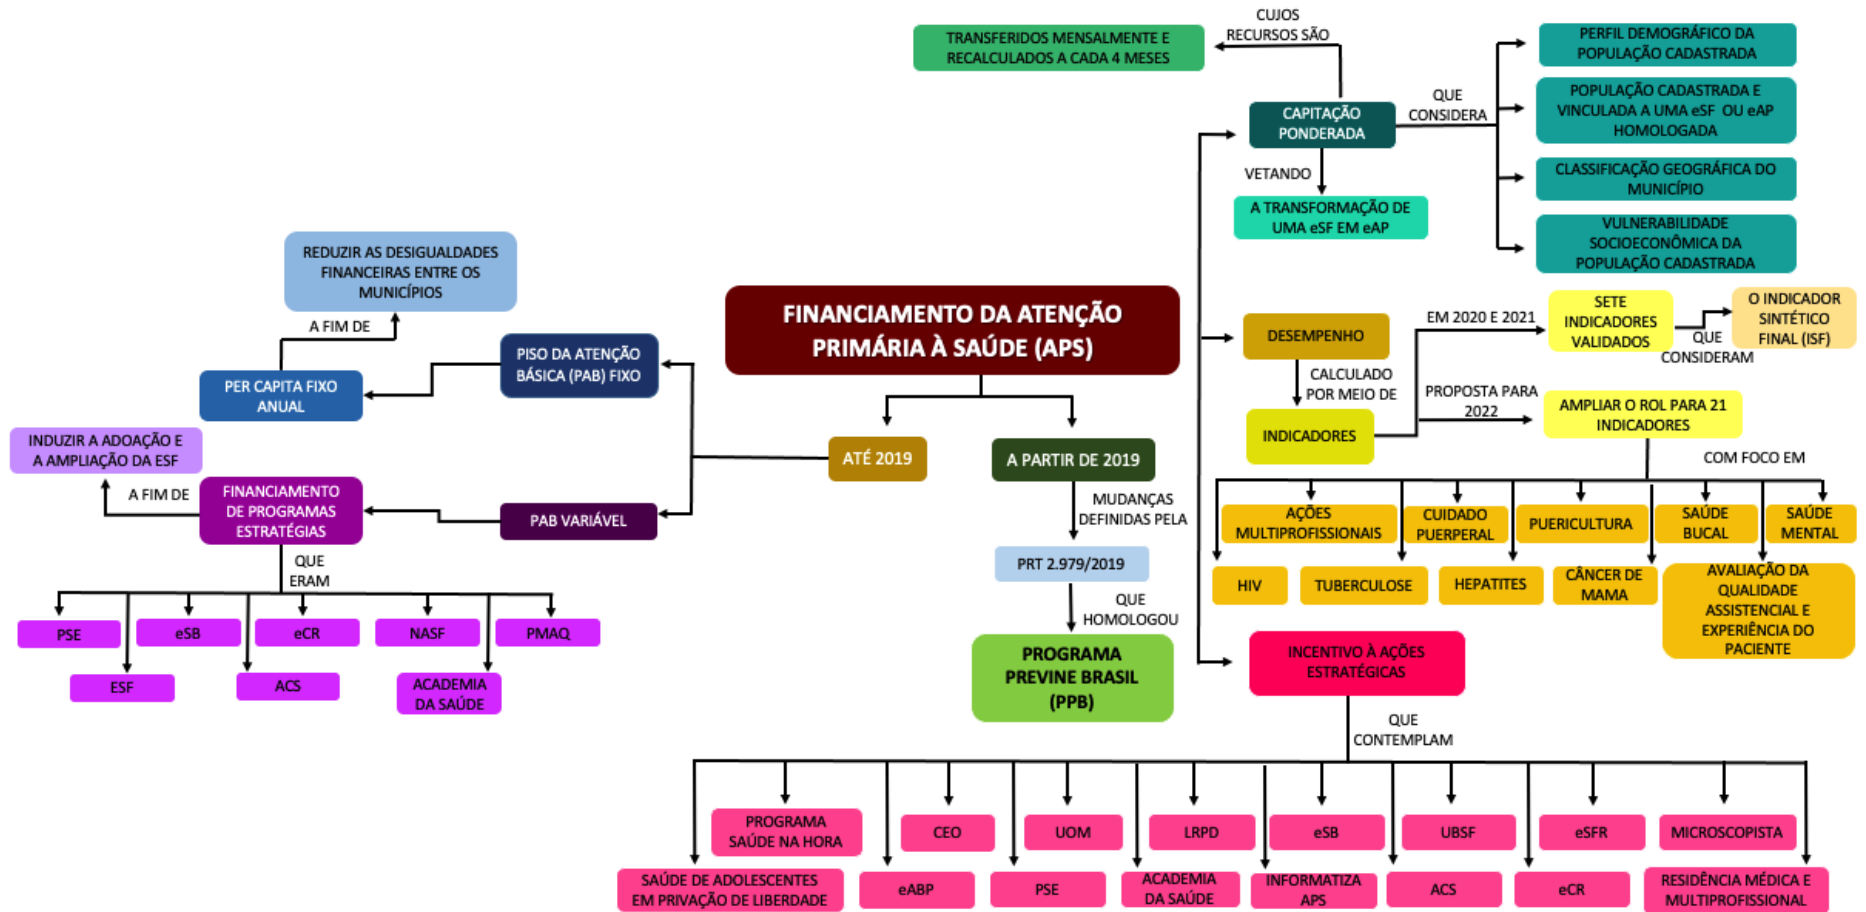 FINANCIAMENTO DA ATENÇÃO
PRIMÁRIA À SAÚDE (APS)
ATÉ 2019
PISO DA ATENÇÃO
BÁSICA (PAB) FIXO
PER CAPITA FIXO
ANUAL
A FIM DE
REDUZIR AS DESIGUALDADES
FINANCEIRAS ENTRE OS
MUNICÍPIOS
PAB VARIÁVEL
FINANCIAMENTO
DE PROGRAMAS
ESTRATÉGIAS
A FIM DE
INDUZIR A ADOAÇÃO E
A AMPLIAÇÃO DA ESF
QUE
ERAM
PSE
eSB
eCR
NASF
PMAQ
ESF
ACS
ACADEMIA
DA SAÚDE
A PARTIR DE 2019
MUDANÇAS
DEFINIDAS PELA
PRT 2.979/2019
QUE
HOMOLOGOU
PROGRAMA
PREVINE BRASIL
(PPB)
CAPITAÇÃO
PONDERADA
CUJOS
RECURSOS SÃO
TRANSFERIDOS MENSALMENTE E
RECALCULADOS A CADA 4 MESES
VETANDO
A TRANSFORMAÇÃO DE
UMA eSF EM eAP
QUE
CONSIDERA
PERFIL DEMOGRÁFICO DA
POPULAÇÃO CADASTRADA
POPULAÇÃO CADASTRADA E
VINCULADA A UMA eSF OU eAP
HOMOLOGADA
CLASSIFICAÇÃO GEOGRÁFICA DO
MUNICÍPIO
VULNERABILIDADE
SOCIOECONÔMICA DA
POPULAÇÃO CADASTRADA
DESEMPENHO
CALCULADO
POR MEIO DE
INDICADORES
EM 2020 E 2021
SETE
INDICADORES
VALIDADOS
QUE
CONSIDERAM
O INDICADOR
SINTÉTICO
FINAL (ISF)
PROPOSTA PARA
2022
AMPLIAR O ROL PARA 21
INDICADORES
COM FOCO EM
AÇÕES
MULTIPROFISSIONAIS
CUIDADO
PUERPERAL
PUERICULTURA
SAÚDE
BUCAL
SAÚDE
MENTAL
HIV
TUBERCULOSE
HEPATITES
CÂNCER DE
MAMA
AVALIAÇÃO DA
QUALIDADE
ASSISTENCIAL E
EXPERIÊNCIA DO
PACIENTE
INCENTIVO À AÇÕES
ESTRATÉGICAS
QUE
CONTEMPLAM
PROGRAMA
SAÚDE NA HORA
CEO
UOM
LRPD
eSB
UBSF
eSFR
MICROSCOPISTA
SAÚDE DE ADOLESCENTES
EM PRIVAÇÃO DE LIBERDADE
eABP
PSE
ACADEMIA
DA SAÚDE
INFORMATIZA
APS
ACS
eCR
RESIDÊNCIA MÉDICA E
MULTIPROFISSIONAL